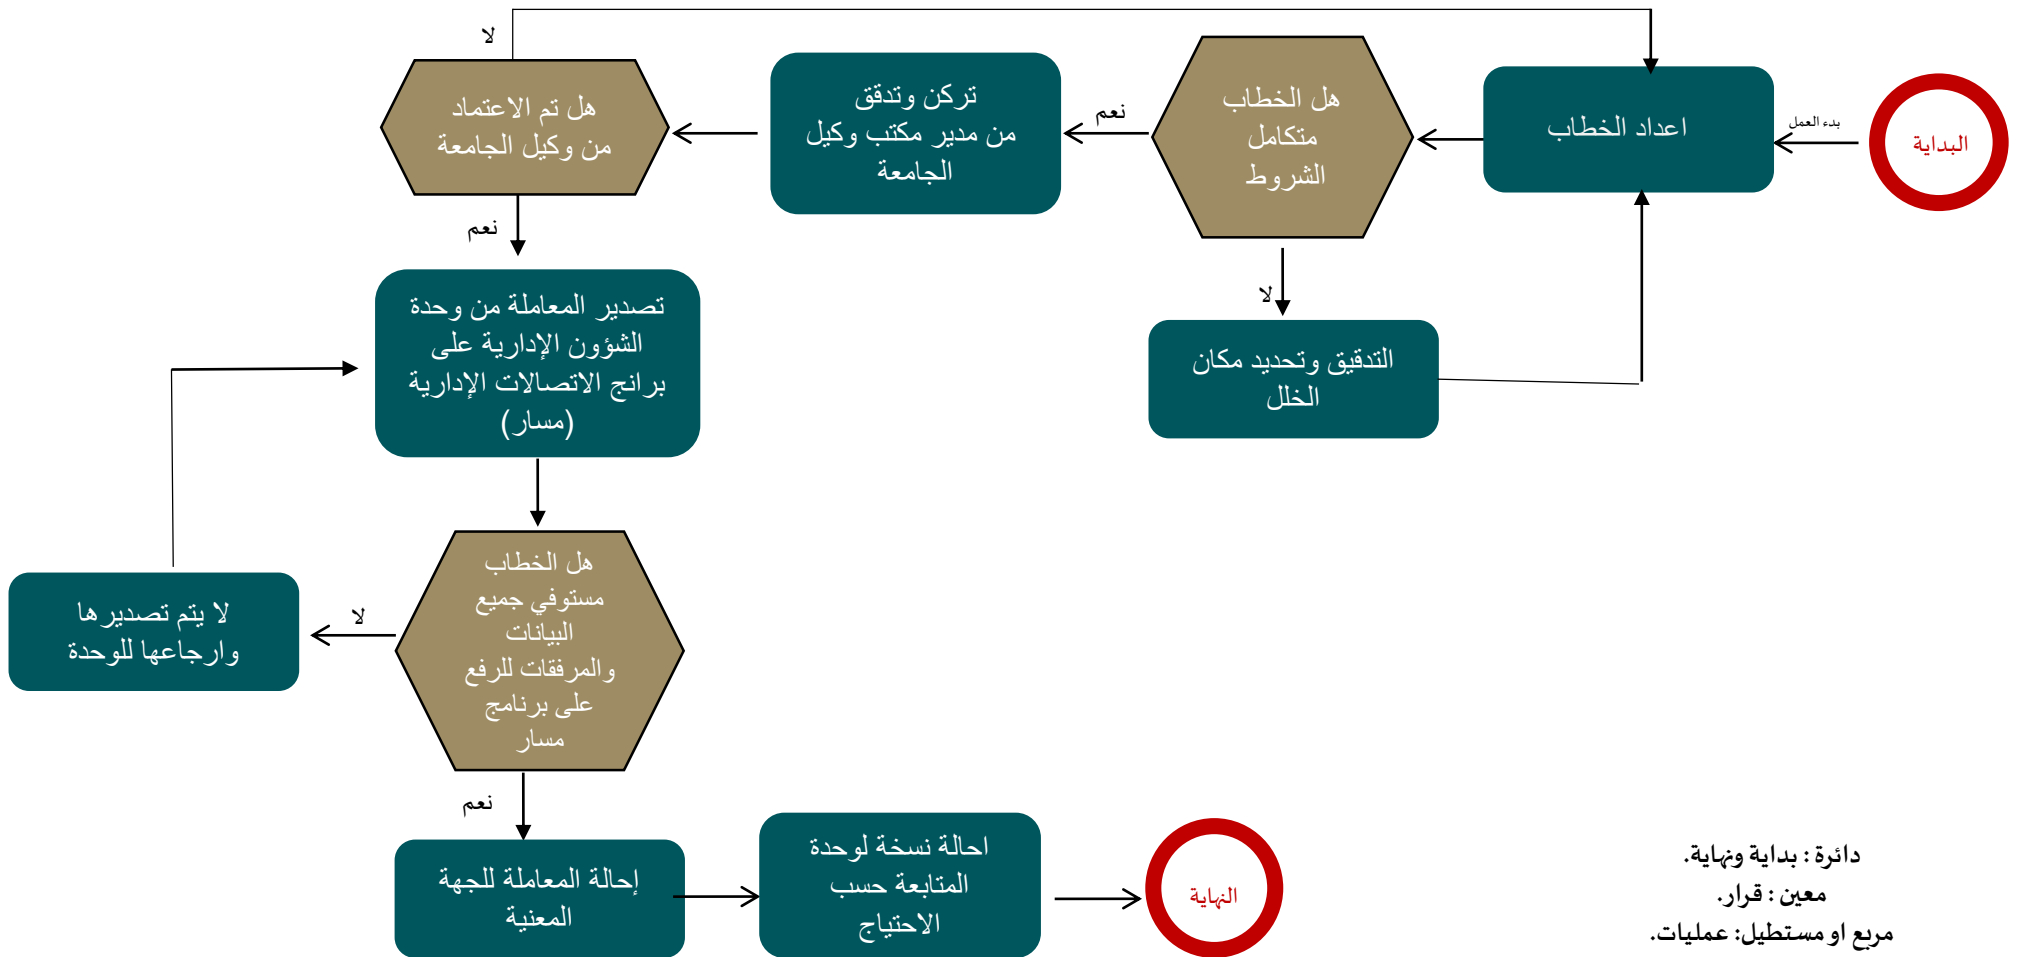 البداية
بدء العمل
اعداد الخطاب
هل الخطاب
متكامل
الشروط
نعم
لا
التدقيق وتحديد مكان
الخلل
تركن وتدقق
من مدير مكتب وكيل
الجامعة
هل تم الاعتماد
من وكيل الجامعة
لا
نعم
تصدير المعاملة من وحدة
الشؤون الإدارية على
برانج الاتصالات الإدارية
(مسار)
هل الخطاب
مستوفي جميع
البيانات
والمرفقات للرفع
على برنامج
مسار
لا
لا يتم تصديرها
وارجاعها للوحدة
نعم
إحالة المعاملة للجهة
المعنية
احالة نسخة لوحدة
المتابعة حسب
الاحتياج
النهاية
دائرة : بداية ونهاية.
معين : قرار.
مربع او مستطيل: عمليات.